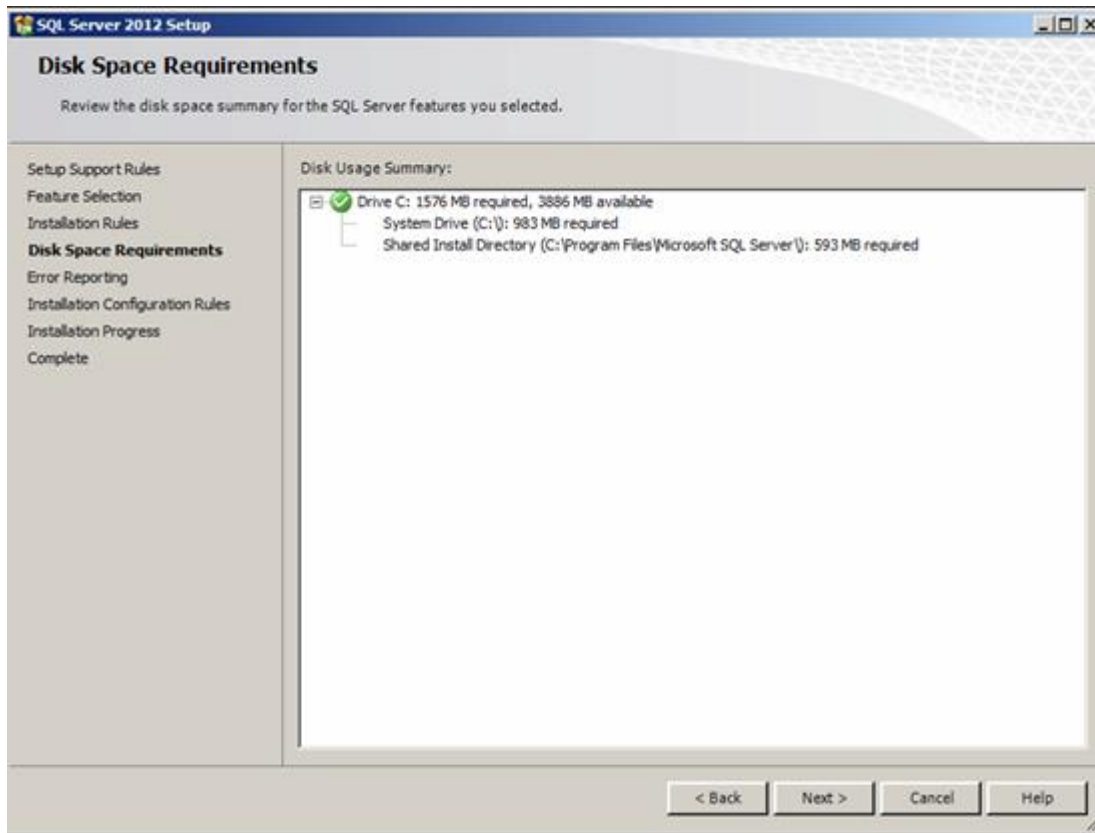 SQL Server 2012 Setup
Disk Space Requirements
Review the disk space summary for the SQL Server features you selected.
Setup Support Rules
Feature Selection
Installation Rules
Disk Space Requirements
Error Reporting
Installation Configuration Rules
Installation Progress
Complete
Disk Usage Summary:
Drive C: 1576 MB required, 3886 MB available
System Drive (C:\): 983 MB required
Shared Install Directory (C:\Program Files\Microsoft SQL Server\): 593 MB required
< Back Next > Cancel Help